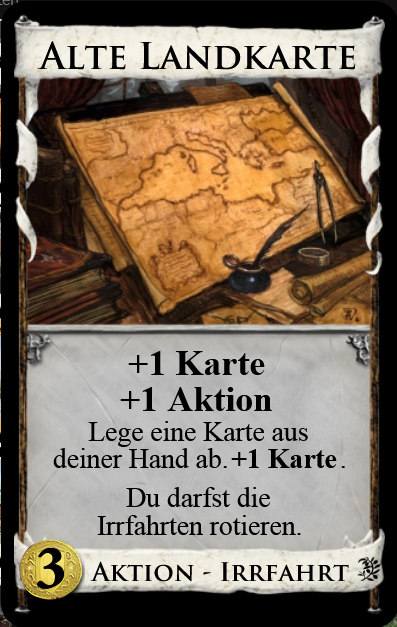 Alte Landkarte
+1 Karte
+1 Aktion
Lege eine Karte aus
deiner Hand ab. +1 Karte.
Du darfst die
Irrfahrten rotieren.
3 Aktion - Irrfahrt